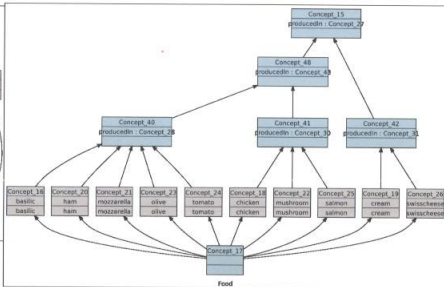 Concept_15
producedIn : Concept_27
Concept_48
producedIn : Concept_43
Concept_40
producedIn : Concept_28
Concept_41
producedIn : Concept_30
Concept_42
producedIn : Concept_31
Concept_16
basilic
basilic
Concept_20
ham
ham
Concept_21
mozzarella
mozzarella
Concept_23
olive
olive
Concept_24
tomato
tomato
Concept_18
chicken
chicken
Concept_22
mushroom
mushroom
Concept_25
salmon
salmon
Concept_19
cream
cream
Concept_26
swisscheese
swisscheese
Concept_17
Food